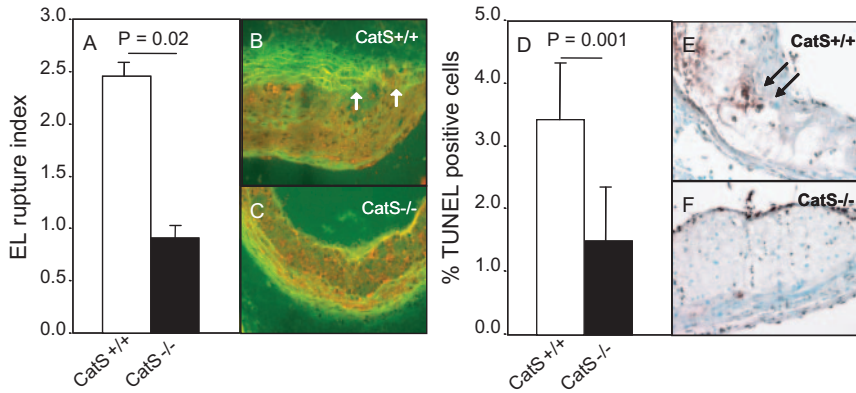 A
P = 0.02
EL rupture index
3.0
2.5
2.0
1.5
1.0
0.5
0.0
CatS+/+
CatS-/-
B
CatS+/+
C
CatS-/-
D
P = 0.001
% TUNEL positive cells
5.0
4.0
3.0
2.0
1.0
0.0
CatS+/+
CatS-/-
E
CatS+/+
F
CatS-/-